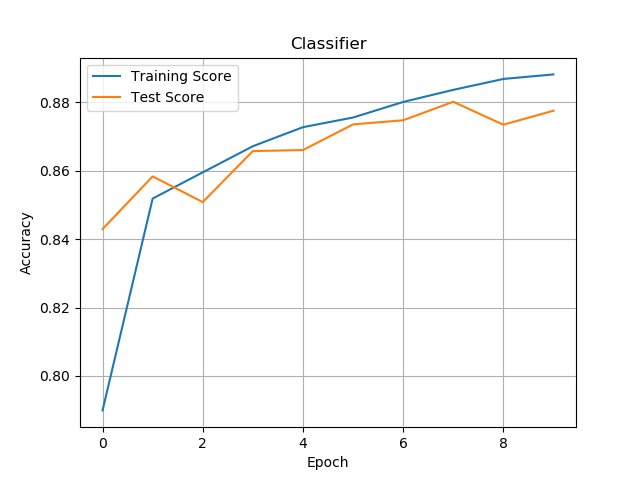 Classifier
Training Score
Test Score
0.88
0.86
0.84
0.82
0.80
Accuracy
0 2 4 6 8
Epoch